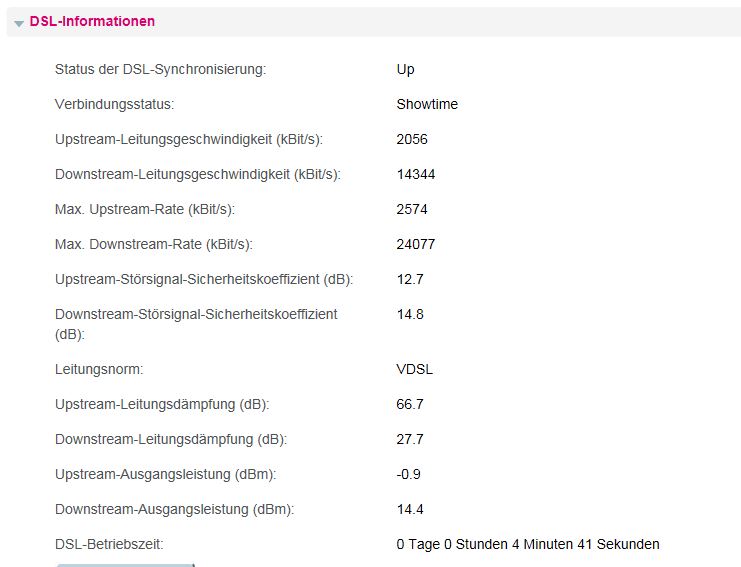 DSL-Informationen
Status der DSL-Synchronisierung: Up
Verbindungsstatus: Showtime
Upstream-Leitungsgeschwindigkeit (kBit/s): 2056
Downstream-Leitungsgeschwindigkeit (kBit/s): 14344
Max. Upstream-Rate (kBit/s): 2574
Max. Downstream-Rate (kBit/s): 24077
Upstream-Störsignal-Sicherheitskoeffizient (dB): 12.7
Downstream-Störsignal-Sicherheitskoeffizient 14.8
(dB):
Leitungsnorm: VDSL
Upstream-Leitungsdämpfung (dB): 66.7
Downstream-Leitungsdämpfung (dB): 27.7
Upstream-Ausgangsleistung (dBm): -0.9
Downstream-Ausgangsleistung (dBm): 14.4
DSL-Betriebszeit: 0 Tage 0 Stunden 4 Minuten 41 Sekunden